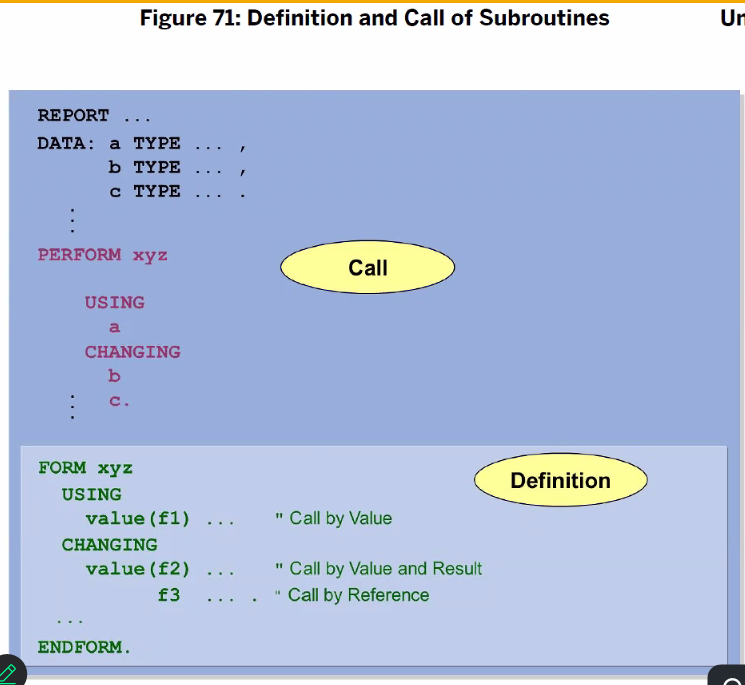 Figure 71: Definition and Call of Subroutines
REPORT ...
DATA: a TYPE ... ,
b TYPE ... ,
c TYPE ... .
PERFORM xyz
Call
USING
a
CHANGING
b
c.
FORM xyz
Definition
USING
value(f1) ... " Call by Value
CHANGING
value(f2) ... " Call by Value and Result
f3 ... . " Call by Reference
...
ENDFORM.